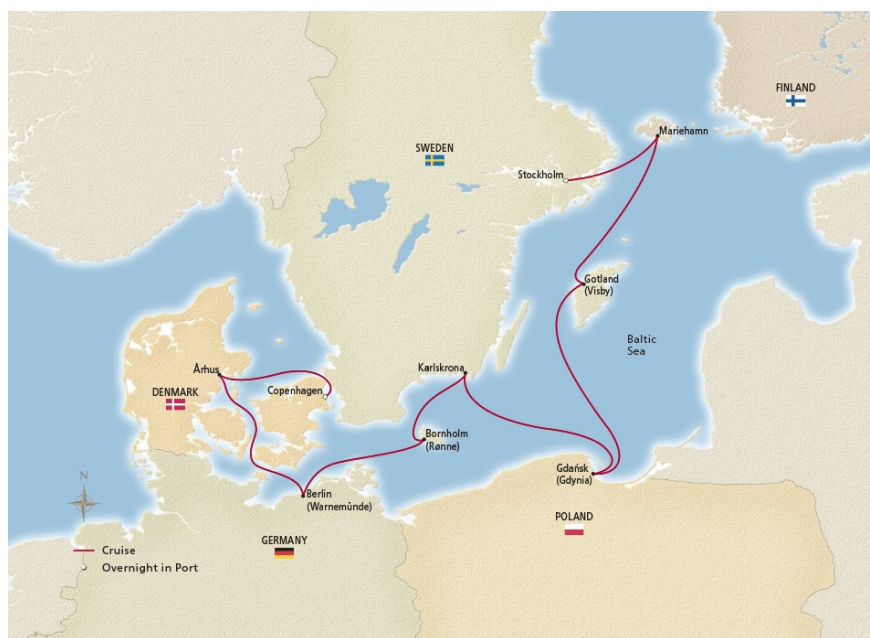 FINLAND
Mariehamn
SWEDEN
Stockholm
Gotland
(Visby)
Baltic
Sea
Århus
Karlskrona
DENMARK
Copenhagen
Bornholm
(Rønne)
Gdańsk
(Gdynia)
N
Berlin
(Warnemünde)
POLAND
GERMANY
Cruise
Overnight in Port